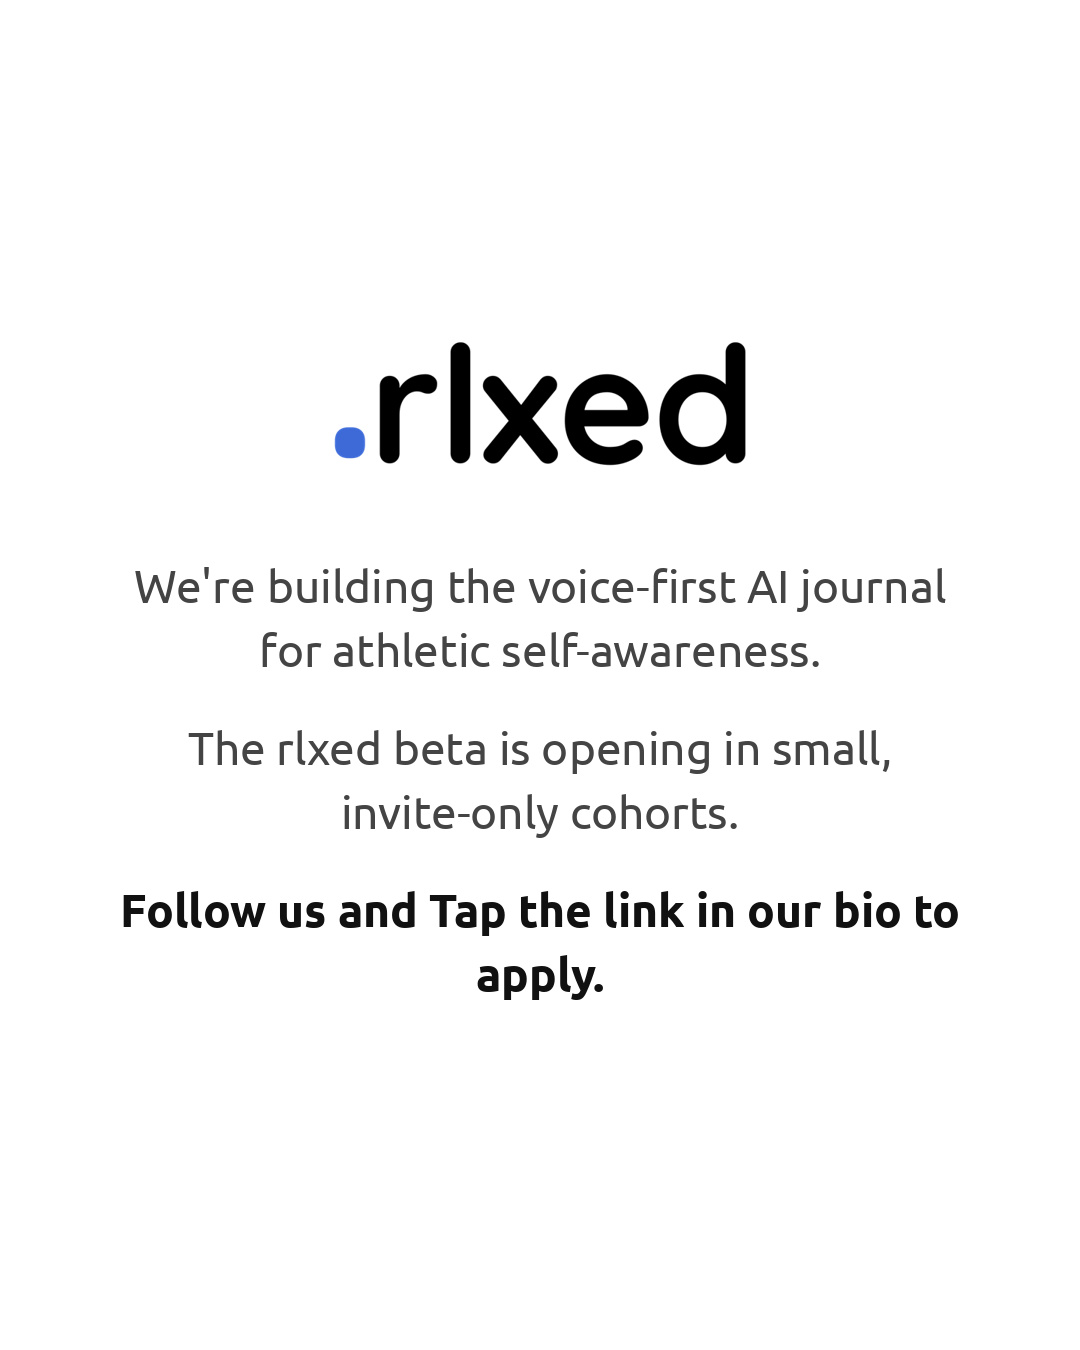 .rlxed
We're building the voice-first AI journal
for athletic self-awareness.
The rlxed beta is opening in small,
invite-only cohorts.
Follow us and Tap the link in our bio to
apply.